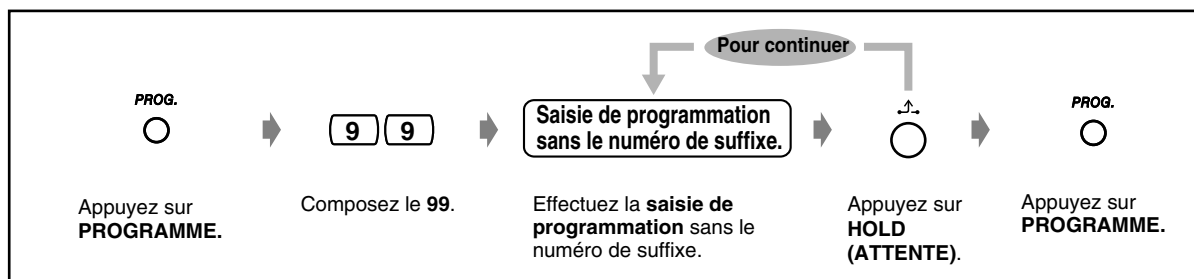 Pour continuer
PROG.
9 9
Saisie de programmation
sans le numéro de suffixe.
PROG.
Appuyez sur
PROGRAMME.
Composez le 99.
Effectuez la saisie de
programmation sans le
numéro de suffixe.
Appuyez sur
HOLD
(ATTENTE).
Appuyez sur
PROGRAMME.